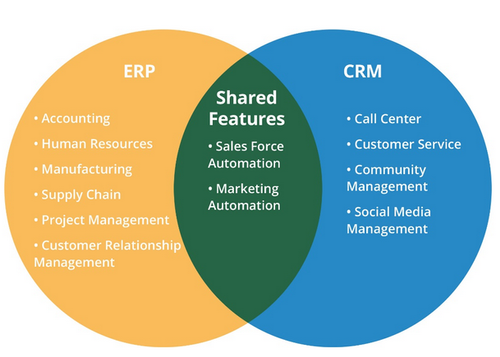 ERP
• Accounting
• Human Resources
• Manufacturing
• Supply Chain
• Project Management
• Customer Relationship
Management
Shared
Features
• Sales Force
Automation
• Marketing
Automation
CRM
• Call Center
• Customer Service
• Community
Management
• Social Media
Management